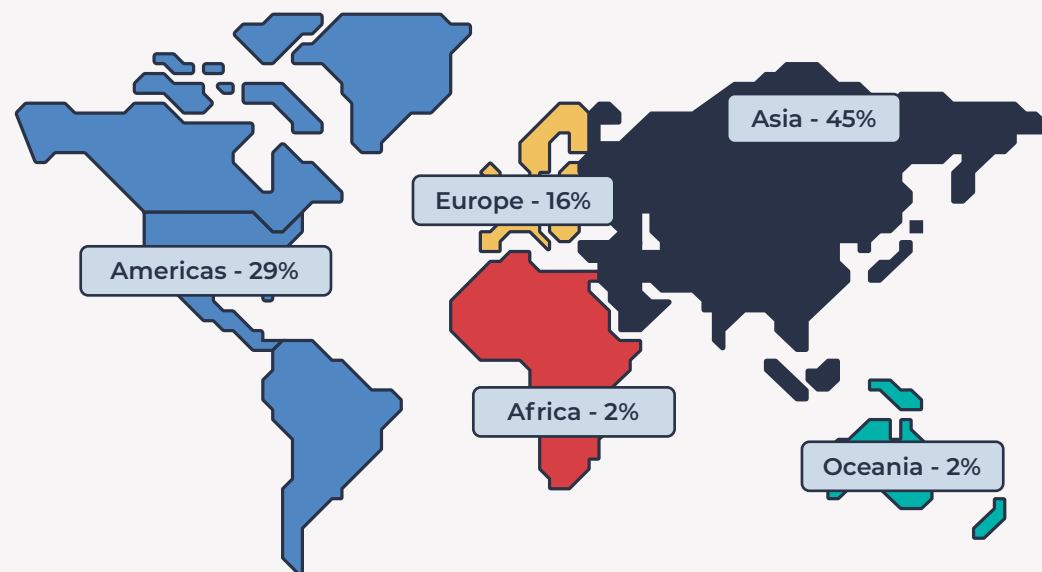 Asia - 45%
Europe - 16%
Americas - 29%
Africa - 2%
Oceania - 2%